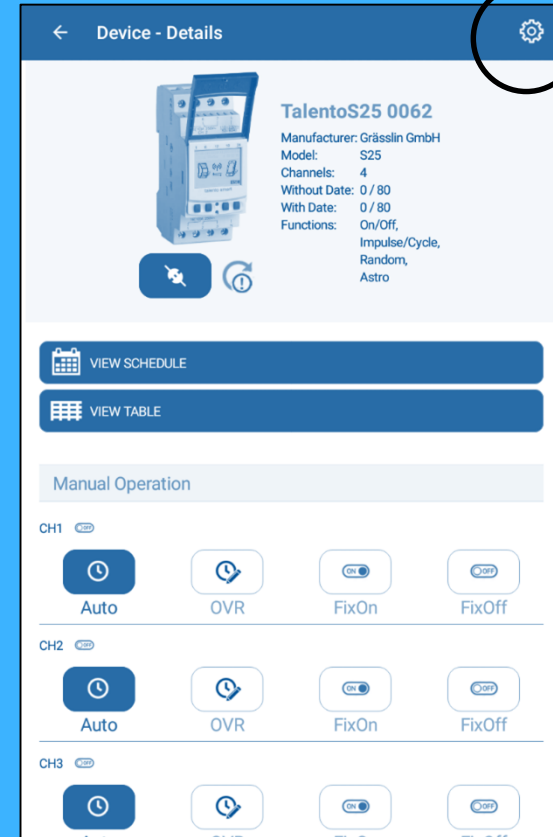 Device - Details
TalentoS25 0062
Manufacturer: Grässlin GmbH
Model: S25
Channels: 4
Without Date: 0 / 80
With Date: 0 / 80
Functions: On/Off,
Impulse/Cycle,
Random,
Astro
VIEW SCHEDULE
VIEW TABLE
Manual Operation
CH1 OFF
ON OFF
Auto OVR FixOn FixOff
CH2 OFF
ON OFF
Auto OVR FixOn FixOff
CH3 OFF
ON OFF